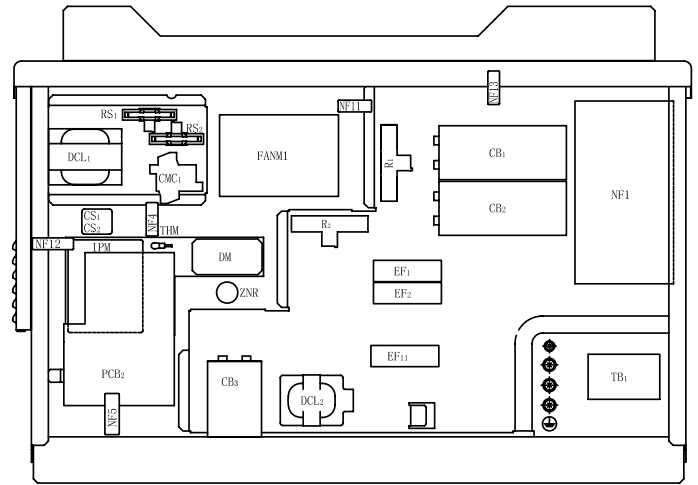 NF13
NF11
RS1
RS2
DCL1
CMC1
FANM1
R1
CB1
NF1
CB2
CS1
CS2
NF4
THM
R2
NF12
IPM
DM
EF1
EF2
ZNR
EF11
PCB2
CB3
TB1
DCL2
NF5